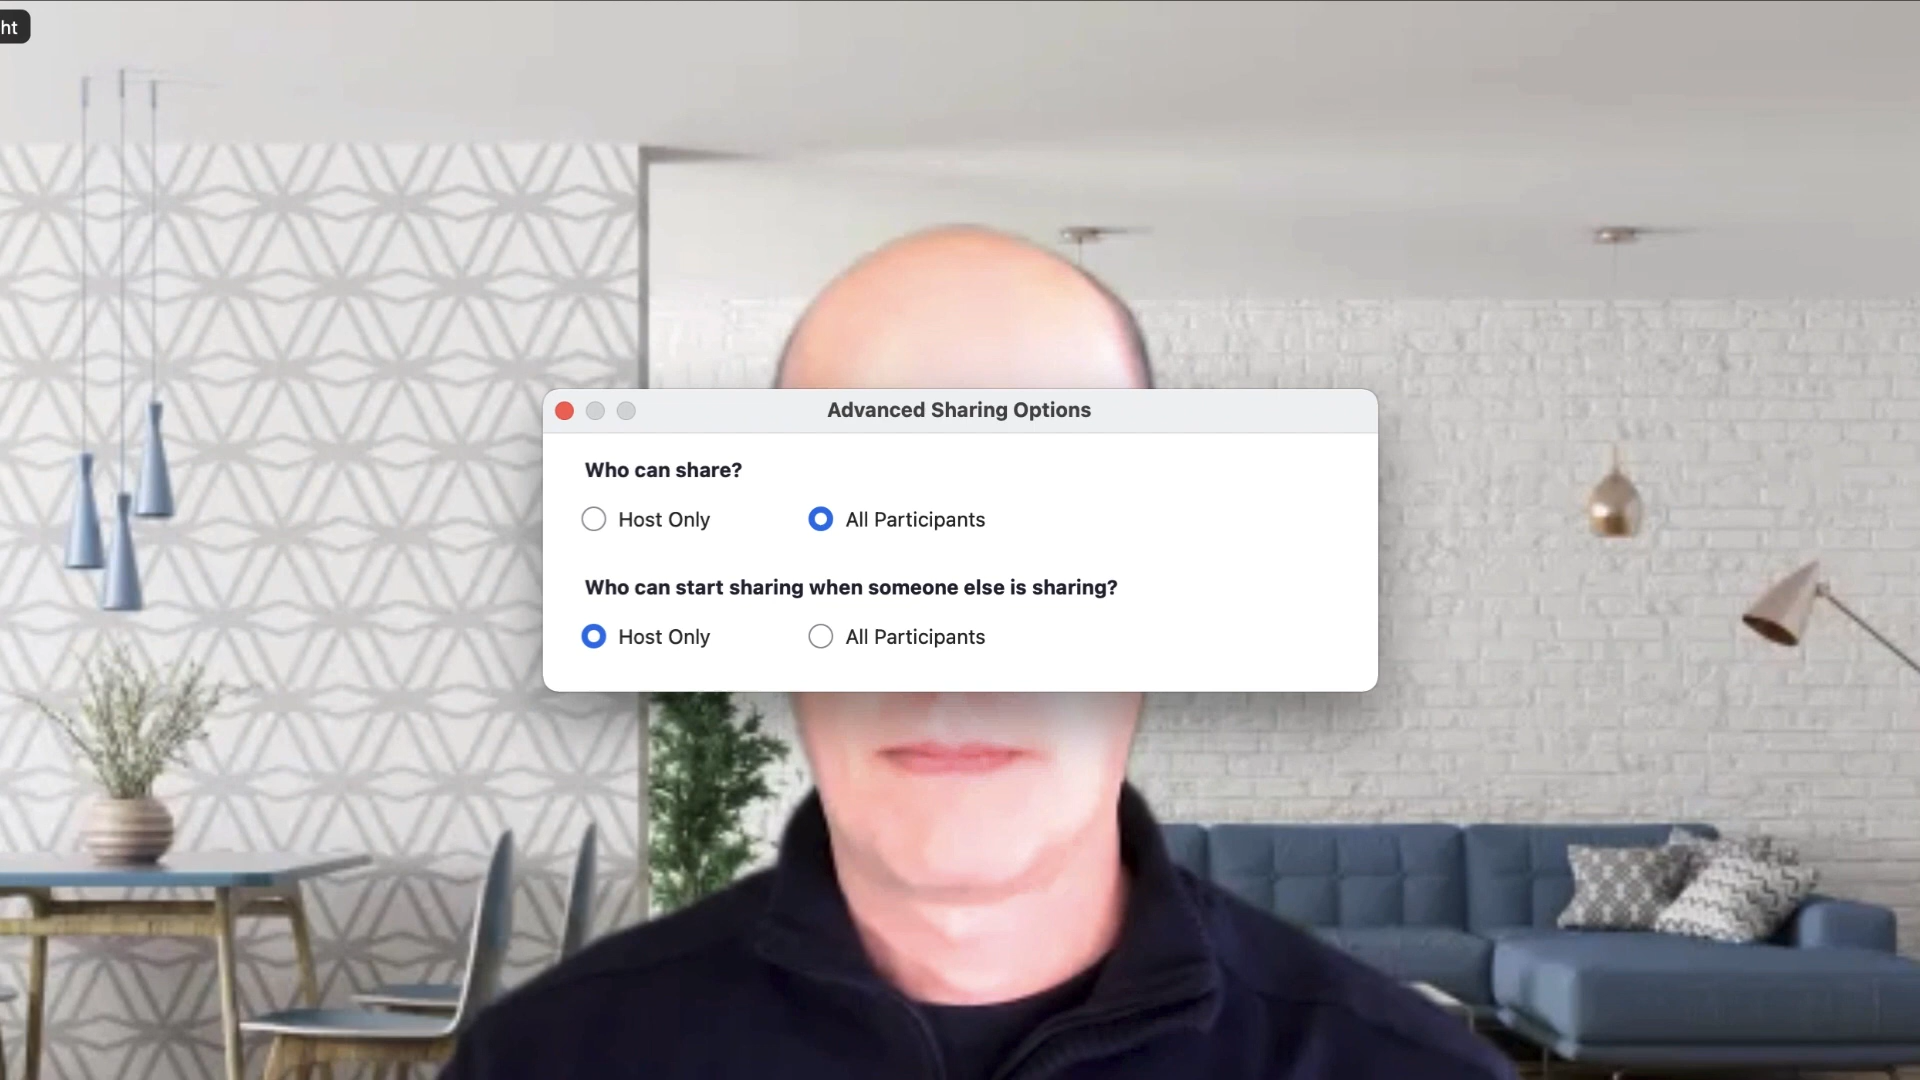 ht
Advanced Sharing Options
Who can share?
Host Only All Participants
Who can start sharing when someone else is sharing?
Host Only All Participants